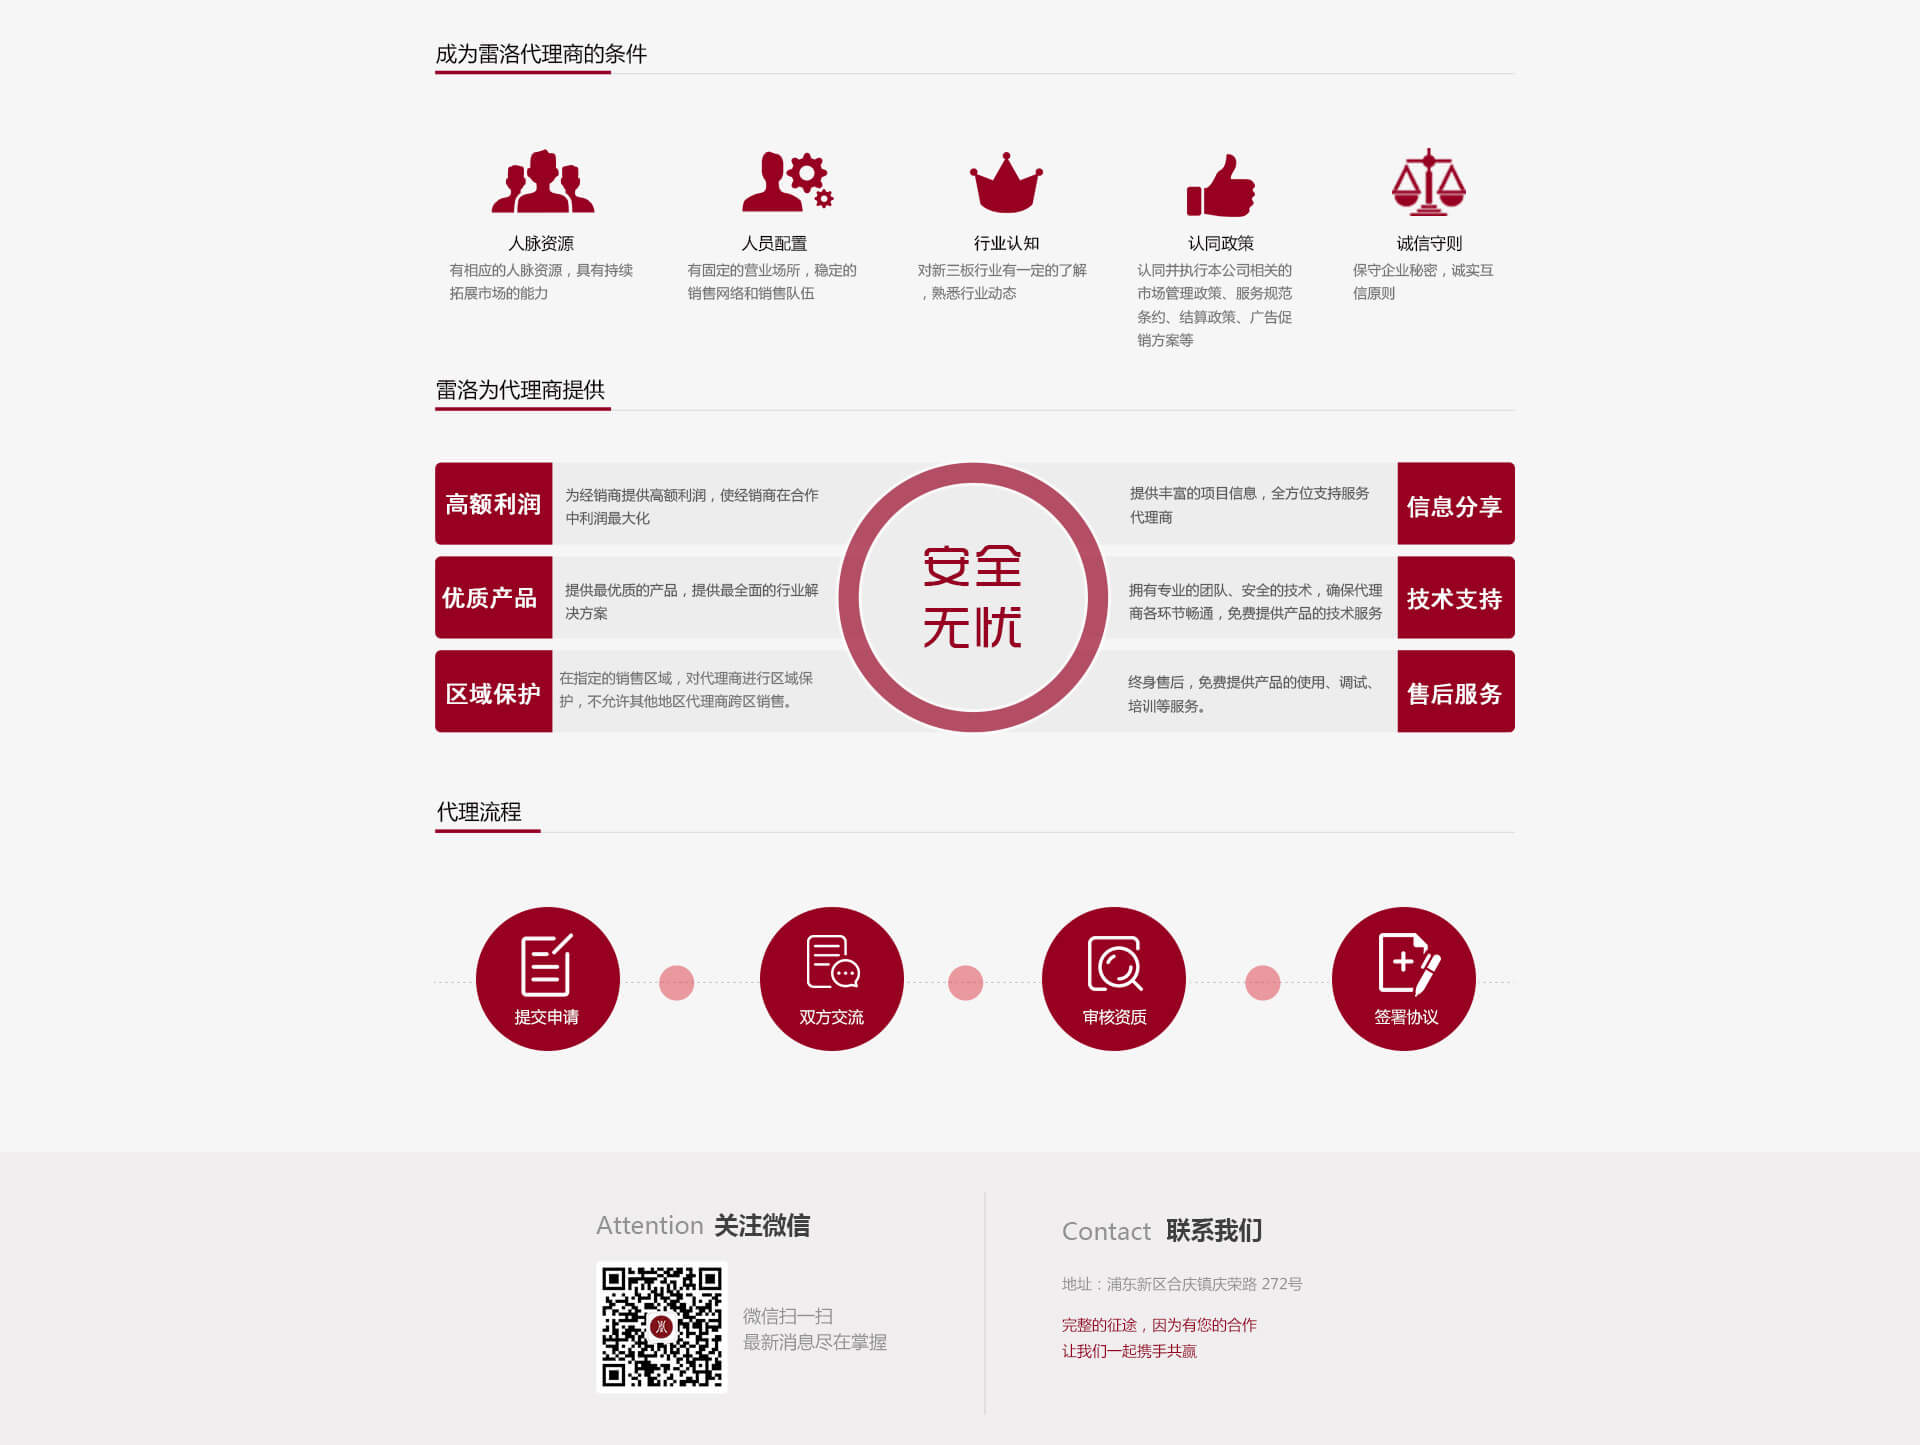 成为雷洛代理商的条件
人脉资源
有相应的人脉资源，具有持续
拓展市场的能力
人员配置
有固定的营业场所，稳定的
销售网络和销售队伍
行业认知
对新三板行业有一定的了解
，熟悉行业动态
认同政策
认同并执行本公司相关的
市场管理政策、服务规范
条约、结算政策、广告促
销方案等
诚信守则
保守企业秘密，诚实互
信原则
雷洛为代理商提供
高额利润
为经销商提供高额利润，使经销商在合作
中利润最大化
优质产品
提供最优质的产品，提供最全面的行业解
决方案
区域保护
在指定的销售区域，对代理商进行区域保
护，不允许其他地区代理商跨区销售。
安全
无忧
提供丰富的项目信息，全方位支持服务
代理商
信息分享
拥有专业的团队、安全的技术，确保代理
商各环节畅通，免费提供产品的技术服务
技术支持
终身售后，免费提供产品的使用、调试、
培训等服务。
售后服务
代理流程
提交申请
双方交流
审核资质
签署协议
Attention 关注微信
微信扫一扫
最新消息尽在掌握
Contact 联系我们
地址：浦东新区合庆镇庆荣路 272号
完整的征途，因为有您的合作
让我们一起携手共赢